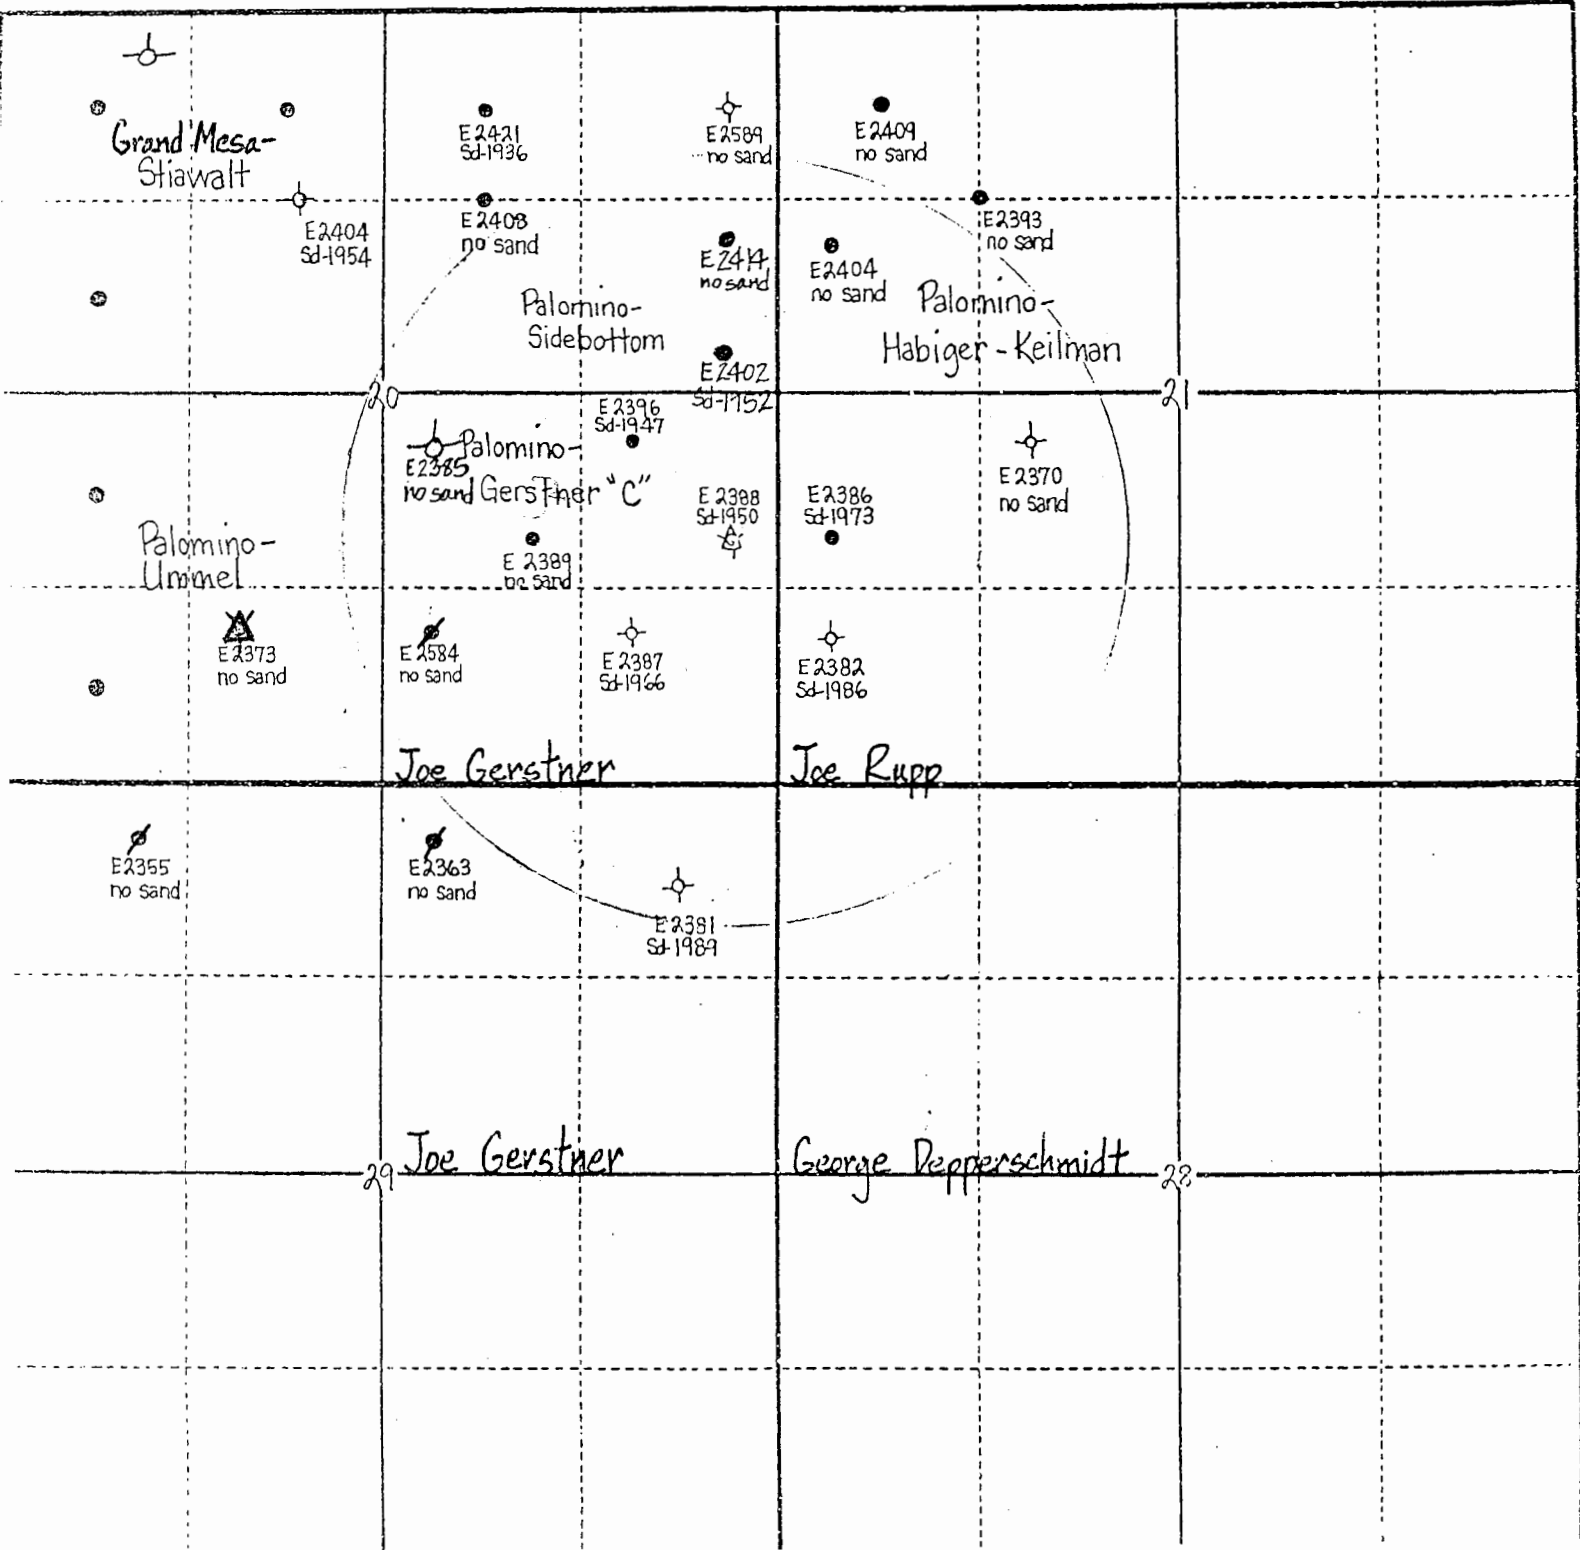 Grand Mesa-
Stiawalt
E2421
Sd-1936
E2589
no sand
E2409
no sand
E2404
Sd-1954
E2408
no sand
E2414
no sand
E2404
no sand
E2393
no sand
Palomino-
Sidebottom
Palomino-
Habiger-Keilman
E2402
Sd-1952
20
21
E2396
Sd-1947
E2385
no sand
Palomino-
Gerstner "C"
E2388
Sd-1950
E2386
Sd-1973
E2370
no sand
Palomino-
Ummel
E2389
no sand
E2373
no sand
E2584
no sand
E2387
Sd-1966
E2382
Sd-1986
Joe Gerstner
Joe Rupp
E2355
no sand
E2363
no sand
E2381
Sd-1989
Joe Gerstner
George Depperschmidt
29
28